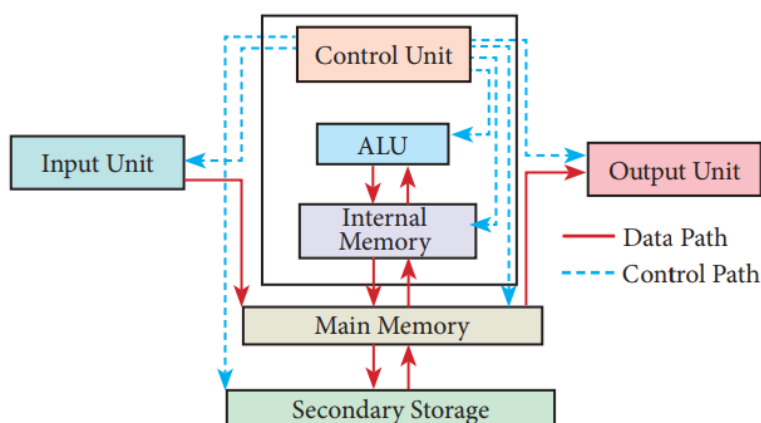 Control Unit
ALU
Input Unit
Output Unit
Internal
Memory
Data Path
Control Path
Main Memory
Secondary Storage